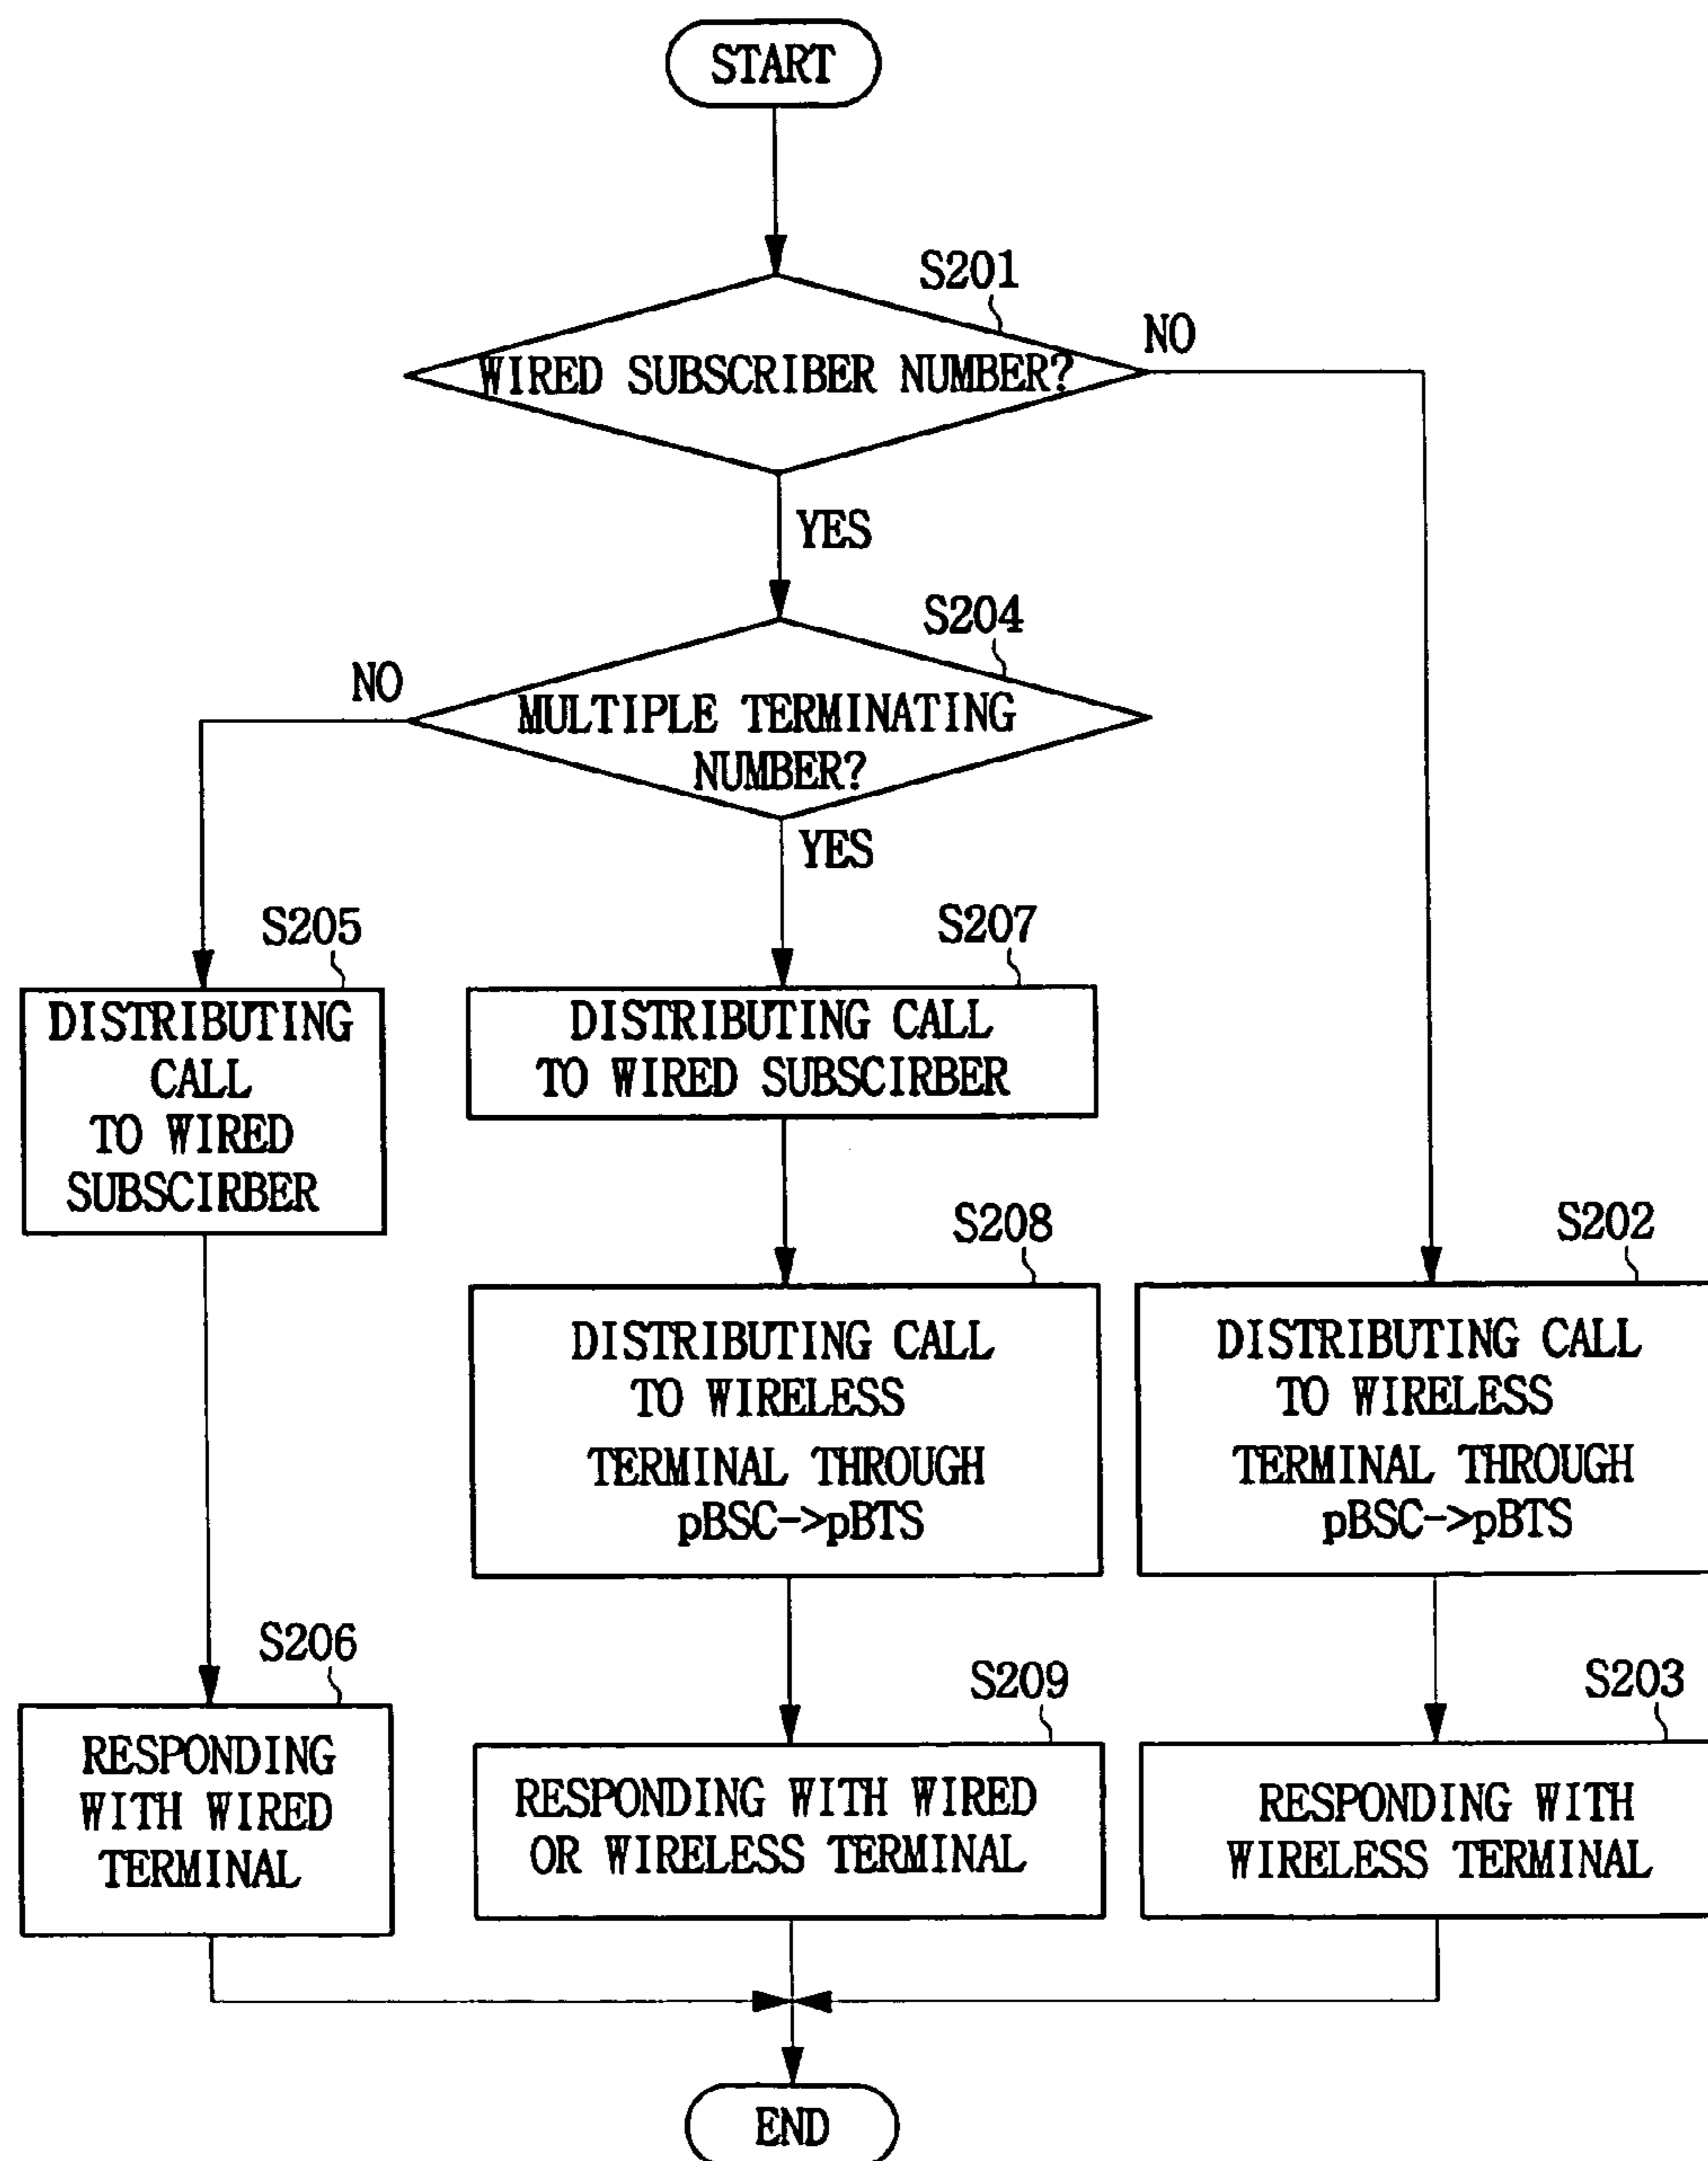 START
S201
WIRED SUBSCRIBER NUMBER?
NO
YES
S204
NO
MULTIPLE TERMINATING
NUMBER?
YES
S205
DISTRIBUTING
CALL
TO WIRED
SUBSCIRBER
S207
DISTRIBUTING CALL
TO WIRED SUBSCIRBER
S208
DISTRIBUTING CALL
TO WIRELESS
TERMINAL THROUGH
pBSC->pBTS
S202
DISTRIBUTING CALL
TO WIRELESS
TERMINAL THROUGH
pBSC->pBTS
S206
RESPONDING
WITH WIRED
TERMINAL
S209
RESPONDING WITH WIRED
OR WIRELESS TERMINAL
S203
RESPONDING WITH
WIRELESS TERMINAL
END